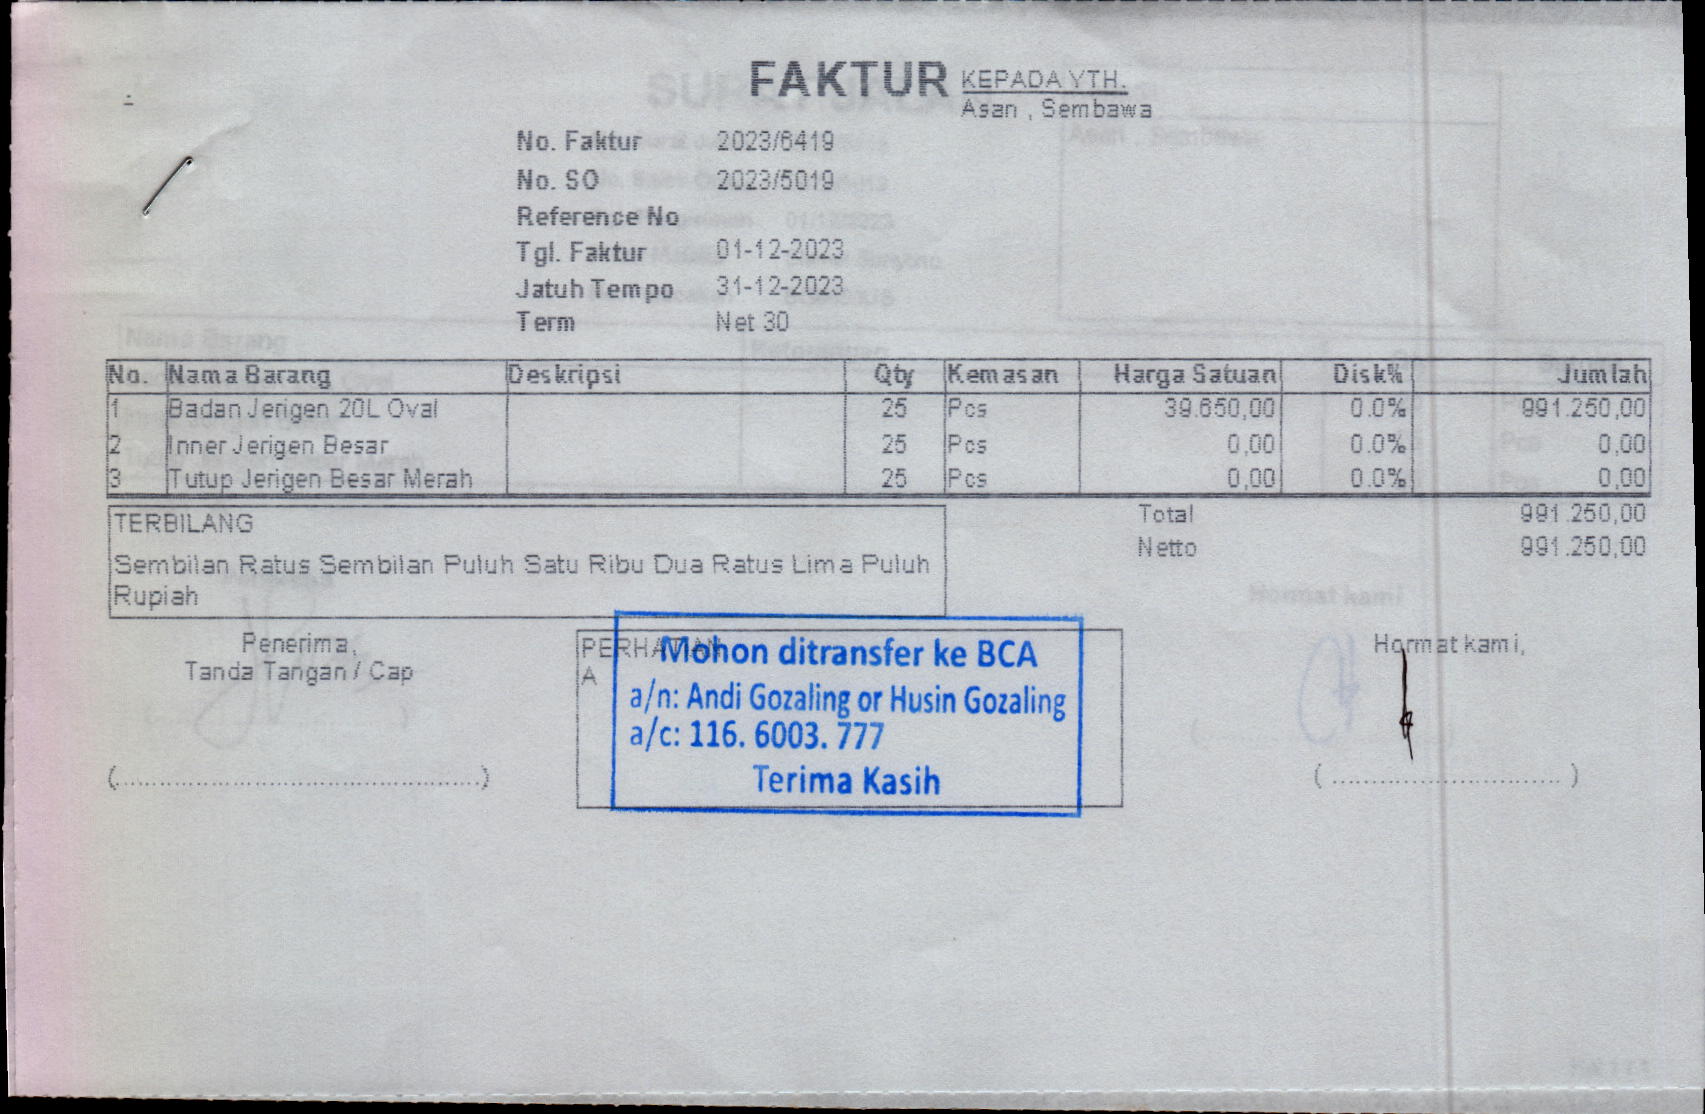 FAKTUR
KEPADA YTH.
Asan , Sembawa
No. Faktur 2023/6419
No. SO 2023/5019
Reference No
Tgl. Faktur 01-12-2023
Jatuh Tempo 31-12-2023
Term Net 30
No. Nama Barang Deskripsi Qty Kemasan Harga Satuan Disk% Jumlah
1 Badan Jerigen 20L Oval 25 Pcs 39.650,00 0.0% 991.250,00
2 Inner Jerigen Besar 25 Pcs 0,00 0.0% 0,00
3 Tutup Jerigen Besar Merah 25 Pcs 0,00 0.0% 0,00
TERBILANG
Sembilan Ratus Sembilan Puluh Satu Ribu Dua Ratus Lima Puluh
Rupiah
Total 991.250,00
Netto 991.250,00
Penerima,
Tanda Tangan / Cap
(..................................................)
PERHATIAN
A
Mohon ditransfer ke BCA
a/n: Andi Gozaling or Husin Gozaling
a/c: 116. 6003. 777
Terima Kasih
Hormat kami,
( ............................... )